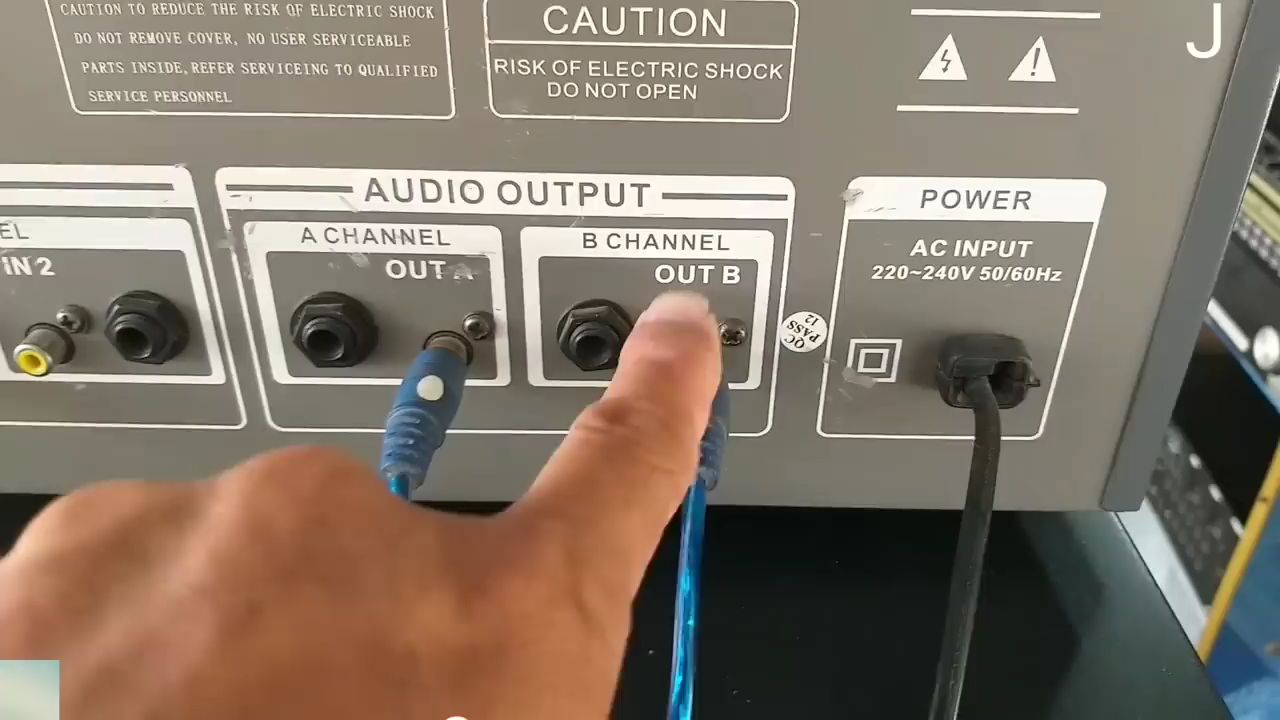 CAUTION TO REDUCE THE RISK OF ELECTRIC SHOCK
DO NOT REMOVE COVER, NO USER SERVICEABLE
PARTS INSIDE, REFER SERVICEING TO QUALIFIED
SERVICE PERSONNEL
CAUTION
RISK OF ELECTRIC SHOCK
DO NOT OPEN
J
EL
IN 2
AUDIO OUTPUT
A CHANNEL
OUT A
B CHANNEL
OUT B
QC
PASS
12
POWER
AC INPUT
220~240V 50/60Hz